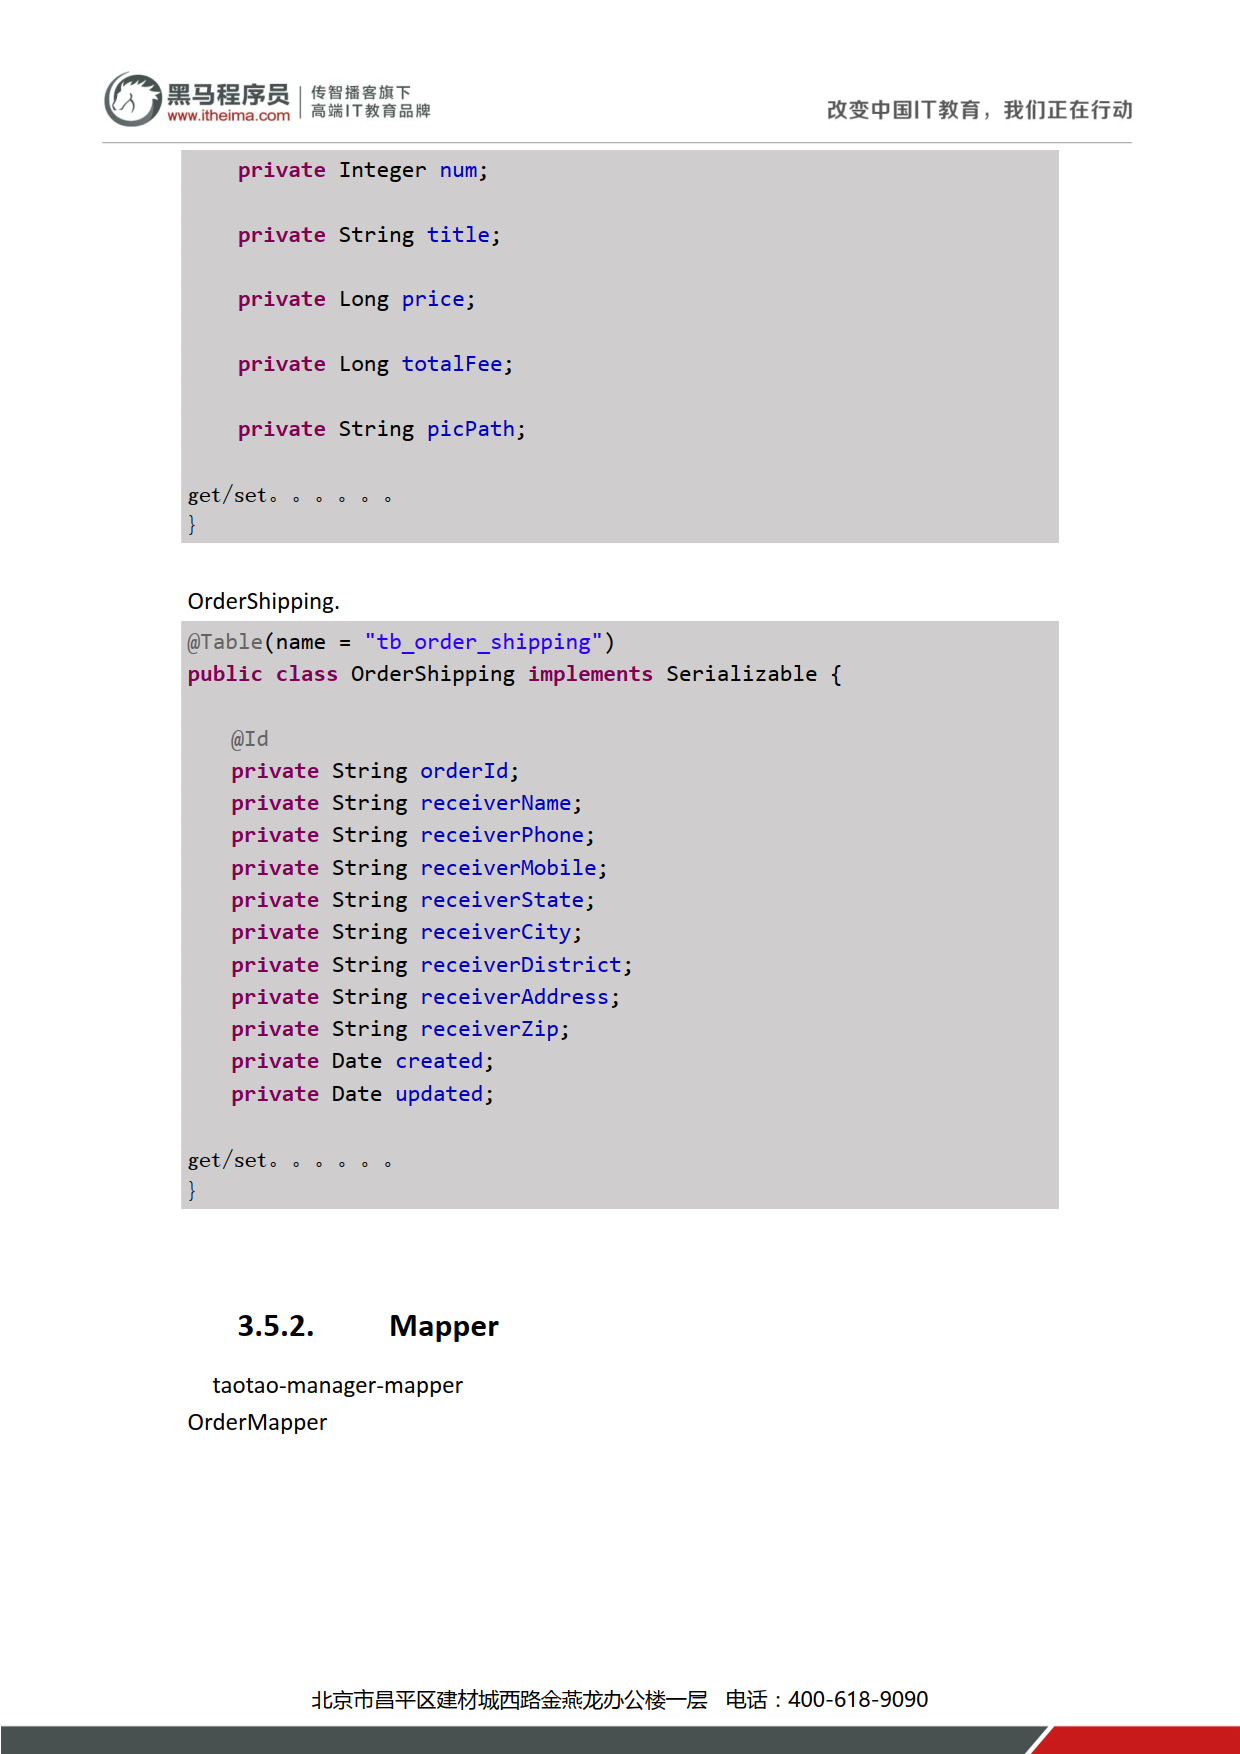 黑马程序员
www.itheima.com
传智播客旗下
高端IT教育品牌
改变中国IT教育，我们正在行动
private Integer num;
private String title;
private Long price;
private Long totalFee;
private String picPath;
get/set。。。。。。
}
OrderShipping.
@Table(name = "tb_order_shipping")
public class OrderShipping implements Serializable {
@Id
private String orderId;
private String receiverName;
private String receiverPhone;
private String receiverMobile;
private String receiverState;
private String receiverCity;
private String receiverDistrict;
private String receiverAddress;
private String receiverZip;
private Date created;
private Date updated;
get/set。。。。。。
}
3.5.2. Mapper
taotao-manager-mapper
OrderMapper
北京市昌平区建材城西路金燕龙办公楼一层 电话：400-618-9090